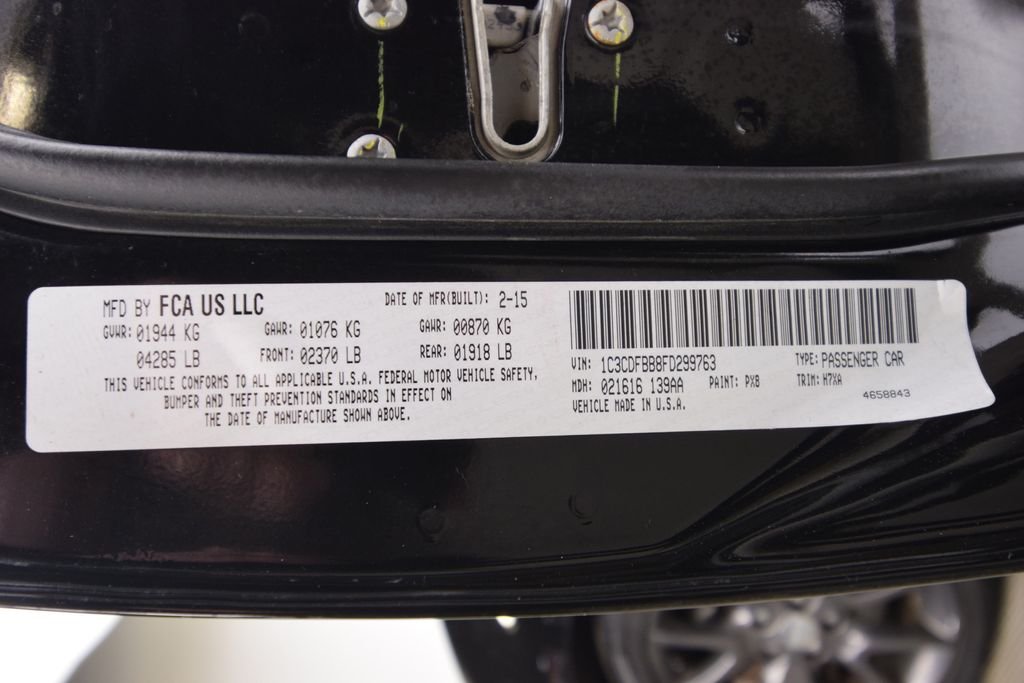 MFD BY FCA US LLC DATE OF MFR(BUILT): 2-15
GVWR: 01944 KG GAWR: 01076 KG GAWR: 00870 KG
04285 LB FRONT: 02370 LB REAR: 01918 LB
THIS VEHICLE CONFORMS TO ALL APPLICABLE U.S.A. FEDERAL MOTOR VEHICLE SAFETY,
BUMPER AND THEFT PREVENTION STANDARDS IN EFFECT ON
THE DATE OF MANUFACTURE SHOWN ABOVE.
VIN: 1C3CDFBB8FD299763 TYPE: PASSENGER CAR
MDH: 021616 139AA PAINT: PX8 TRIM: H7XA
VEHICLE MADE IN U.S.A. 4658843